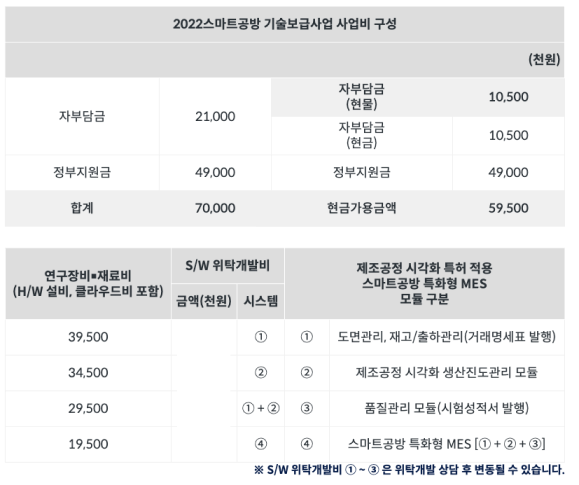 2022스마트공방 기술보급사업 사업비 구성
(천원)
자부담금 21,000 자부담금 (현물) 10,500
자부담금 (현금) 10,500
정부지원금 49,000 정부지원금 49,000
합계 70,000 현금가용금액 59,500
연구장비▪재료비
(H/W 설비, 클라우드비 포함)
S/W 위탁개발비
금액(천원) 시스템
제조공정 시각화 특허 적용
스마트공방 특화형 MES
모듈 구분
39,500 ① ① 도면관리, 재고/출하관리(거래명세표 발행)
34,500 ② ② 제조공정 시각화 생산진도관리 모듈
29,500 ① + ② ③ 품질관리 모듈(시험성적서 발행)
19,500 ④ ④ 스마트공방 특화형 MES [① + ② + ③]
※ S/W 위탁개발비 ① ~ ③ 은 위탁개발 상담 후 변동될 수 있습니다.